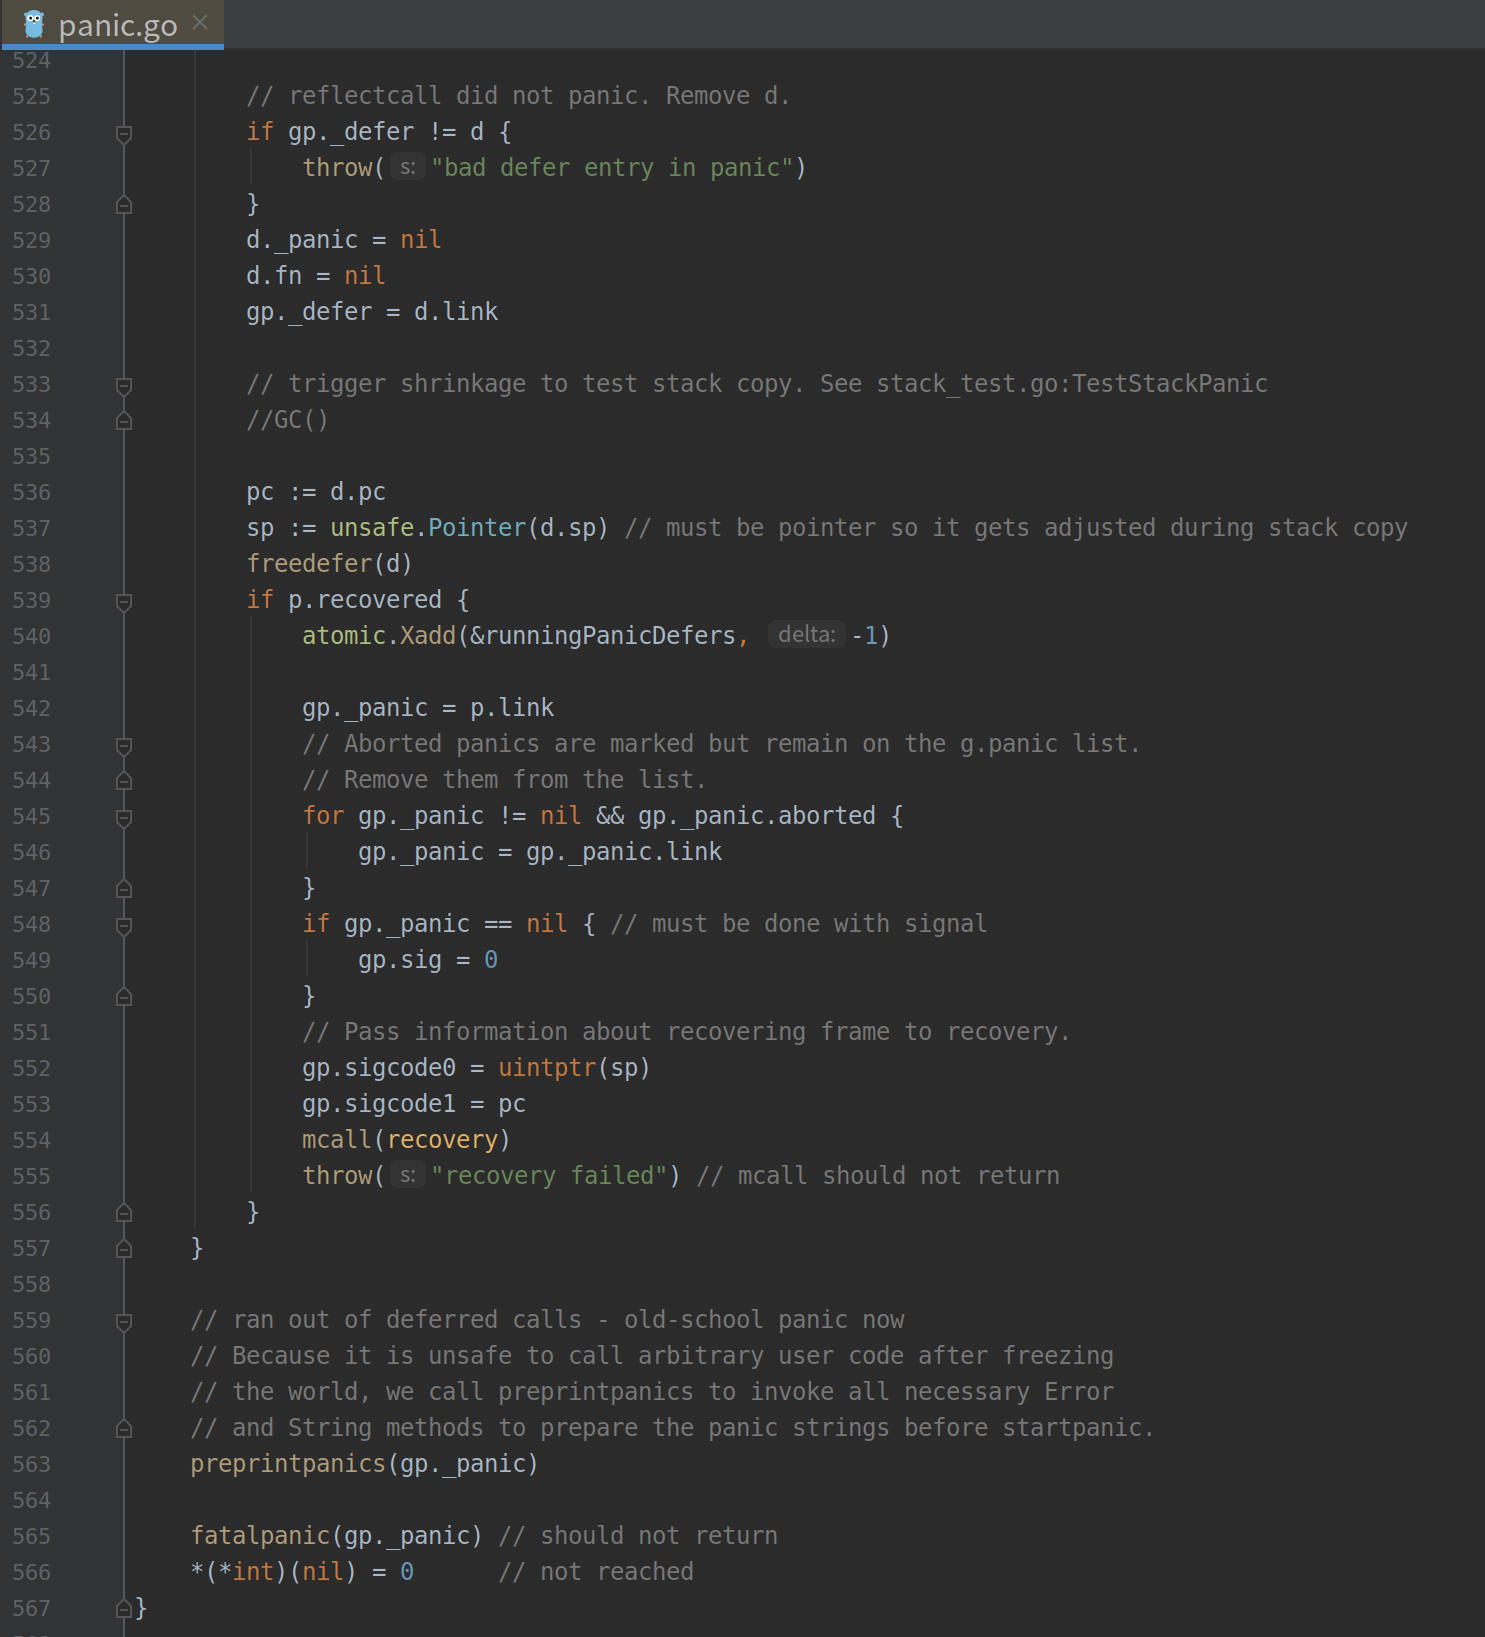 panic.go
524
525 // reflectcall did not panic. Remove d.
526 if gp._defer != d {
527 throw( s: "bad defer entry in panic")
528 }
529 d._panic = nil
530 d.fn = nil
531 gp._defer = d.link
532
533 // trigger shrinkage to test stack copy. See stack_test.go:TestStackPanic
534 //GC()
535
536 pc := d.pc
537 sp := unsafe.Pointer(d.sp) // must be pointer so it gets adjusted during stack copy
538 freedefer(d)
539 if p.recovered {
540 atomic.Xadd(&runningPanicDefers, delta: -1)
541
542 gp._panic = p.link
543 // Aborted panics are marked but remain on the g.panic list.
544 // Remove them from the list.
545 for gp._panic != nil && gp._panic.aborted {
546 gp._panic = gp._panic.link
547 }
548 if gp._panic == nil { // must be done with signal
549 gp.sig = 0
550 }
551 // Pass information about recovering frame to recovery.
552 gp.sigcode0 = uintptr(sp)
553 gp.sigcode1 = pc
554 mcall(recovery)
555 throw( s: "recovery failed") // mcall should not return
556 }
557 }
558
559 // ran out of deferred calls - old-school panic now
560 // Because it is unsafe to call arbitrary user code after freezing
561 // the world, we call preprintpanics to invoke all necessary Error
562 // and String methods to prepare the panic strings before startpanic.
563 preprintpanics(gp._panic)
564
565 fatalpanic(gp._panic) // should not return
566 *(*int)(nil) = 0 // not reached
567 }